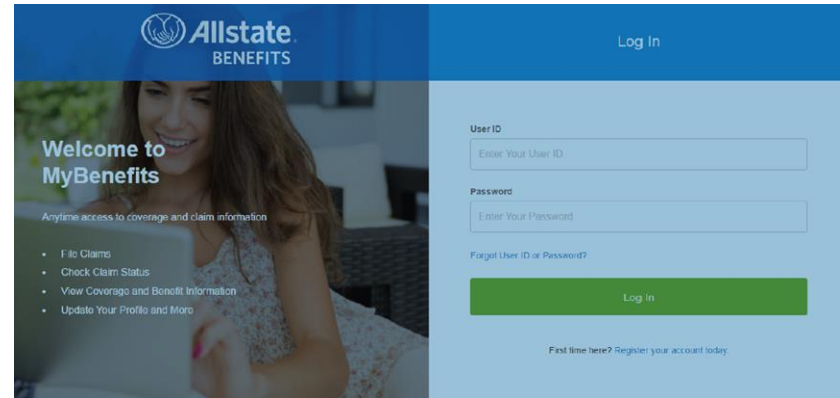 Allstate.
BENEFITS
Log In
Welcome to
MyBenefits
Anytime access to coverage and claim information
• File Claims
• Check Claim Status
• View Coverage and Benefit Information
• Update Your Profile and More
User ID
Enter Your User ID
Password
Enter Your Password
Forgot User ID or Password?
Log In
First time here? Register your account today.